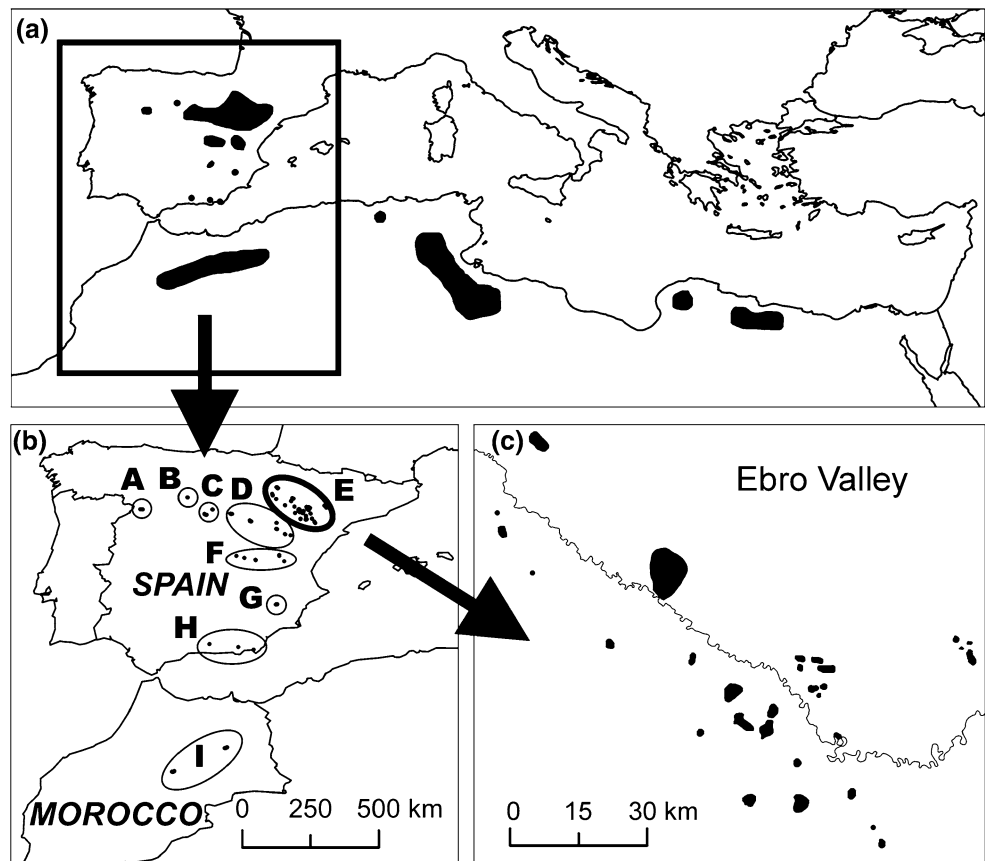 (a)
(b)
A B C D E
F
SPAIN
G
H
I
MOROCCO
0 250 500 km
(c)
Ebro Valley
0 15 30 km